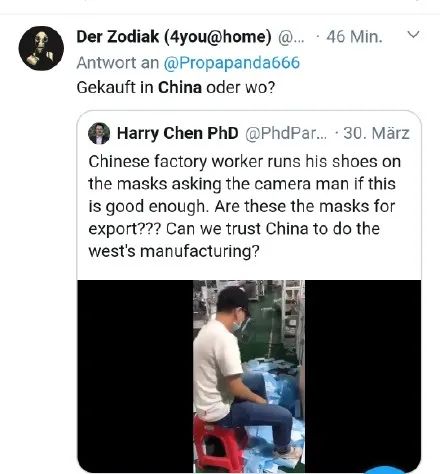 Der Zodiak (4you@home) @... · 46 Min.
Antwort an @Propapanda666
Gekauft in China oder wo?
Harry Chen PhD @PhdPar... · 30. März
Chinese factory worker runs his shoes on
the masks asking the camera man if this
is good enough. Are these the masks for
export??? Can we trust China to do the
west's manufacturing?